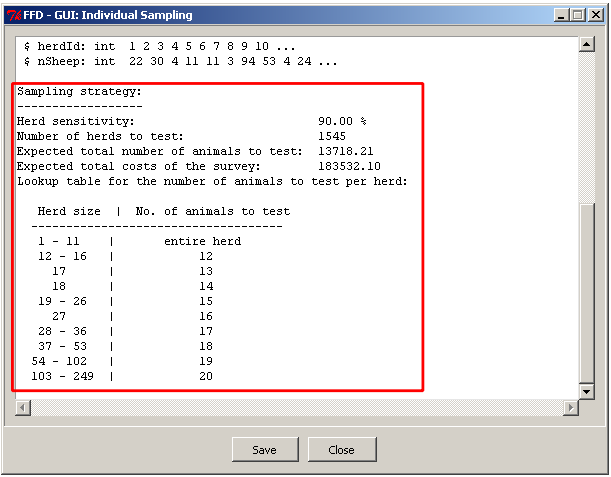 FFD - GUI: Individual Sampling
$ herdId: int 1 2 3 4 5 6 7 8 9 10 ...
$ nSheep: int 22 30 4 11 11 3 94 53 4 24 ...
Sampling strategy:
-----------------
Herd sensitivity: 90.00 %
Number of herds to test: 1545
Expected total number of animals to test: 13718.21
Expected total costs of the survey: 183532.10
Lookup table for the number of animals to test per herd:
Herd size | No. of animals to test
----------------------------------
1 - 11 | entire herd
12 - 16 | 12
17 | 13
18 | 14
19 - 26 | 15
27 | 16
28 - 36 | 17
37 - 53 | 18
54 - 102 | 19
103 - 249 | 20
Save Close